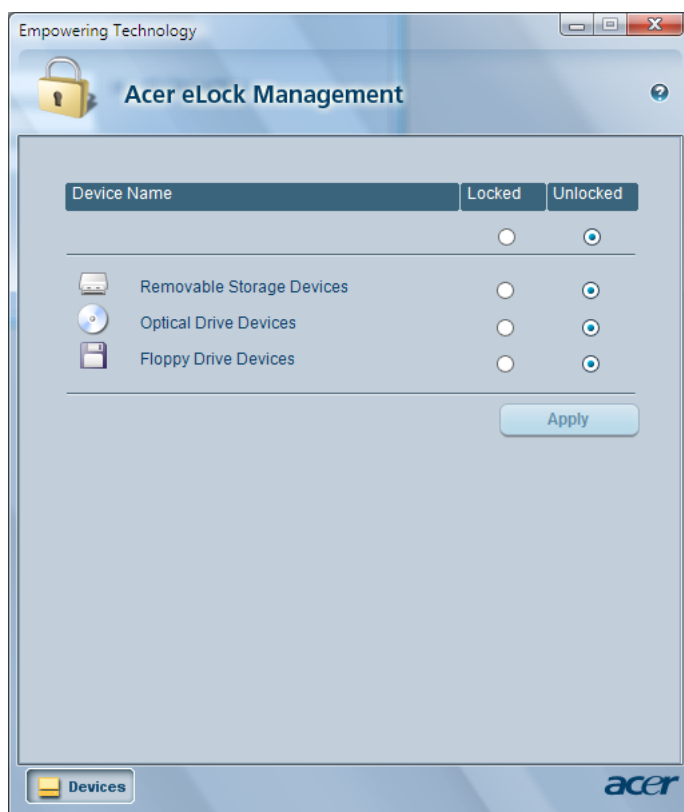 Empowering Technology
Acer eLock Management
Device Name Locked Unlocked
Removable Storage Devices
Optical Drive Devices
Floppy Drive Devices
Apply
Devices
acer